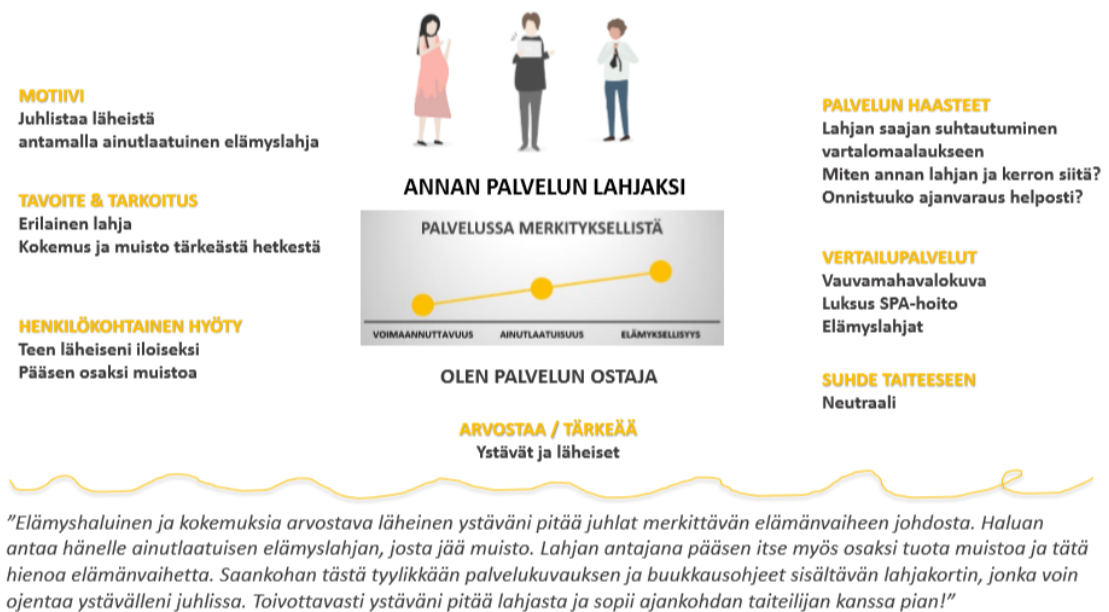 MOTIIVI
Juhlistaa läheistä
antamalla ainutlaatuinen elämyslahja
TAVOITE & TARKOITUS
Erilainen lahja
Kokemus ja muisto tärkeästä hetkestä
HENKILÖKOHTAINEN HYÖTY
Teen läheiseni iloiseksi
Pääsen osaksi muistoa
ANNAN PALVELUN LAHJAKSI
PALVELUSSA MERKITYKSELLISTÄ
VOIMAANNUTTAVUUS AINUTLAATUISUUS ELÄMYKSELLISYYS
OLEN PALVELUN OSTAJA
ARVOSTAA / TÄRKEÄÄ
Ystävät ja läheiset
PALVELUN HAASTEET
Lahjan saajan suhtautuminen
vartalomaalaukseen
Miten annan lahjan ja kerron siitä?
Onnistuuko ajanvaraus helposti?
VERTAILUPALVELUT
Vauvamahavalokuva
Luksus SPA-hoito
Elämyslahjat
SUHDE TAITEESEEN
Neutraali
”Elämyshaluinen ja kokemuksia arvostava läheinen ystäväni pitää juhlat merkittävän elämänvaiheen johdosta. Haluan
antaa hänelle ainutlaatuisen elämyslahjan, josta jää muisto. Lahjan antajana pääsen itse myös osaksi tuota muistoa ja tätä
hienoa elämänvaihetta. Saankohan tästä tyylikkään palvelukuvauksen ja buukkausohjeet sisältävän lahjakortin, jonka voin
ojentaa ystävälleni juhlissa. Toivottavasti ystäväni pitää lahjasta ja sopii ajankohdan taiteilijan kanssa pian!”